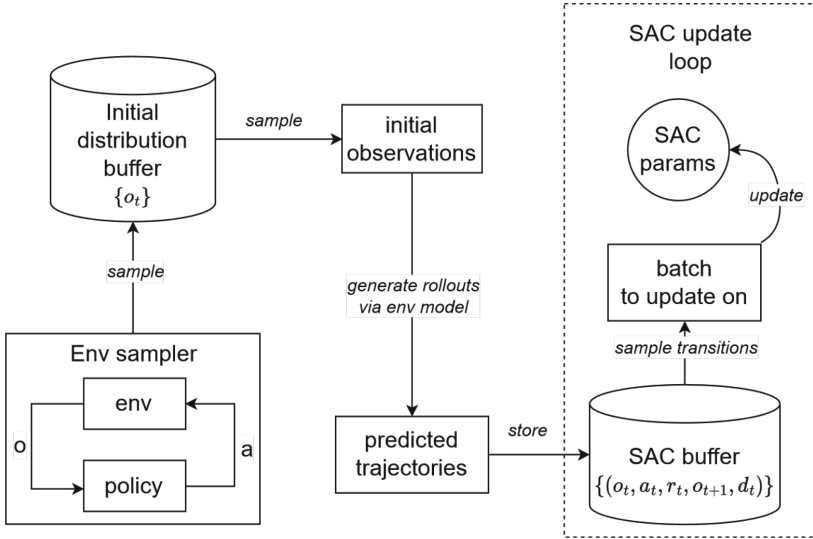 SAC update
loop
Initial
distribution
buffer
{o_t}
sample
initial
observations
SAC
params
update
sample
generate rollouts
via env model
batch
to update on
sample transitions
Env sampler
env
o
a
policy
predicted
trajectories
store
SAC buffer
{(o_t, a_t, r_t, o_{t+1}, d_t)}